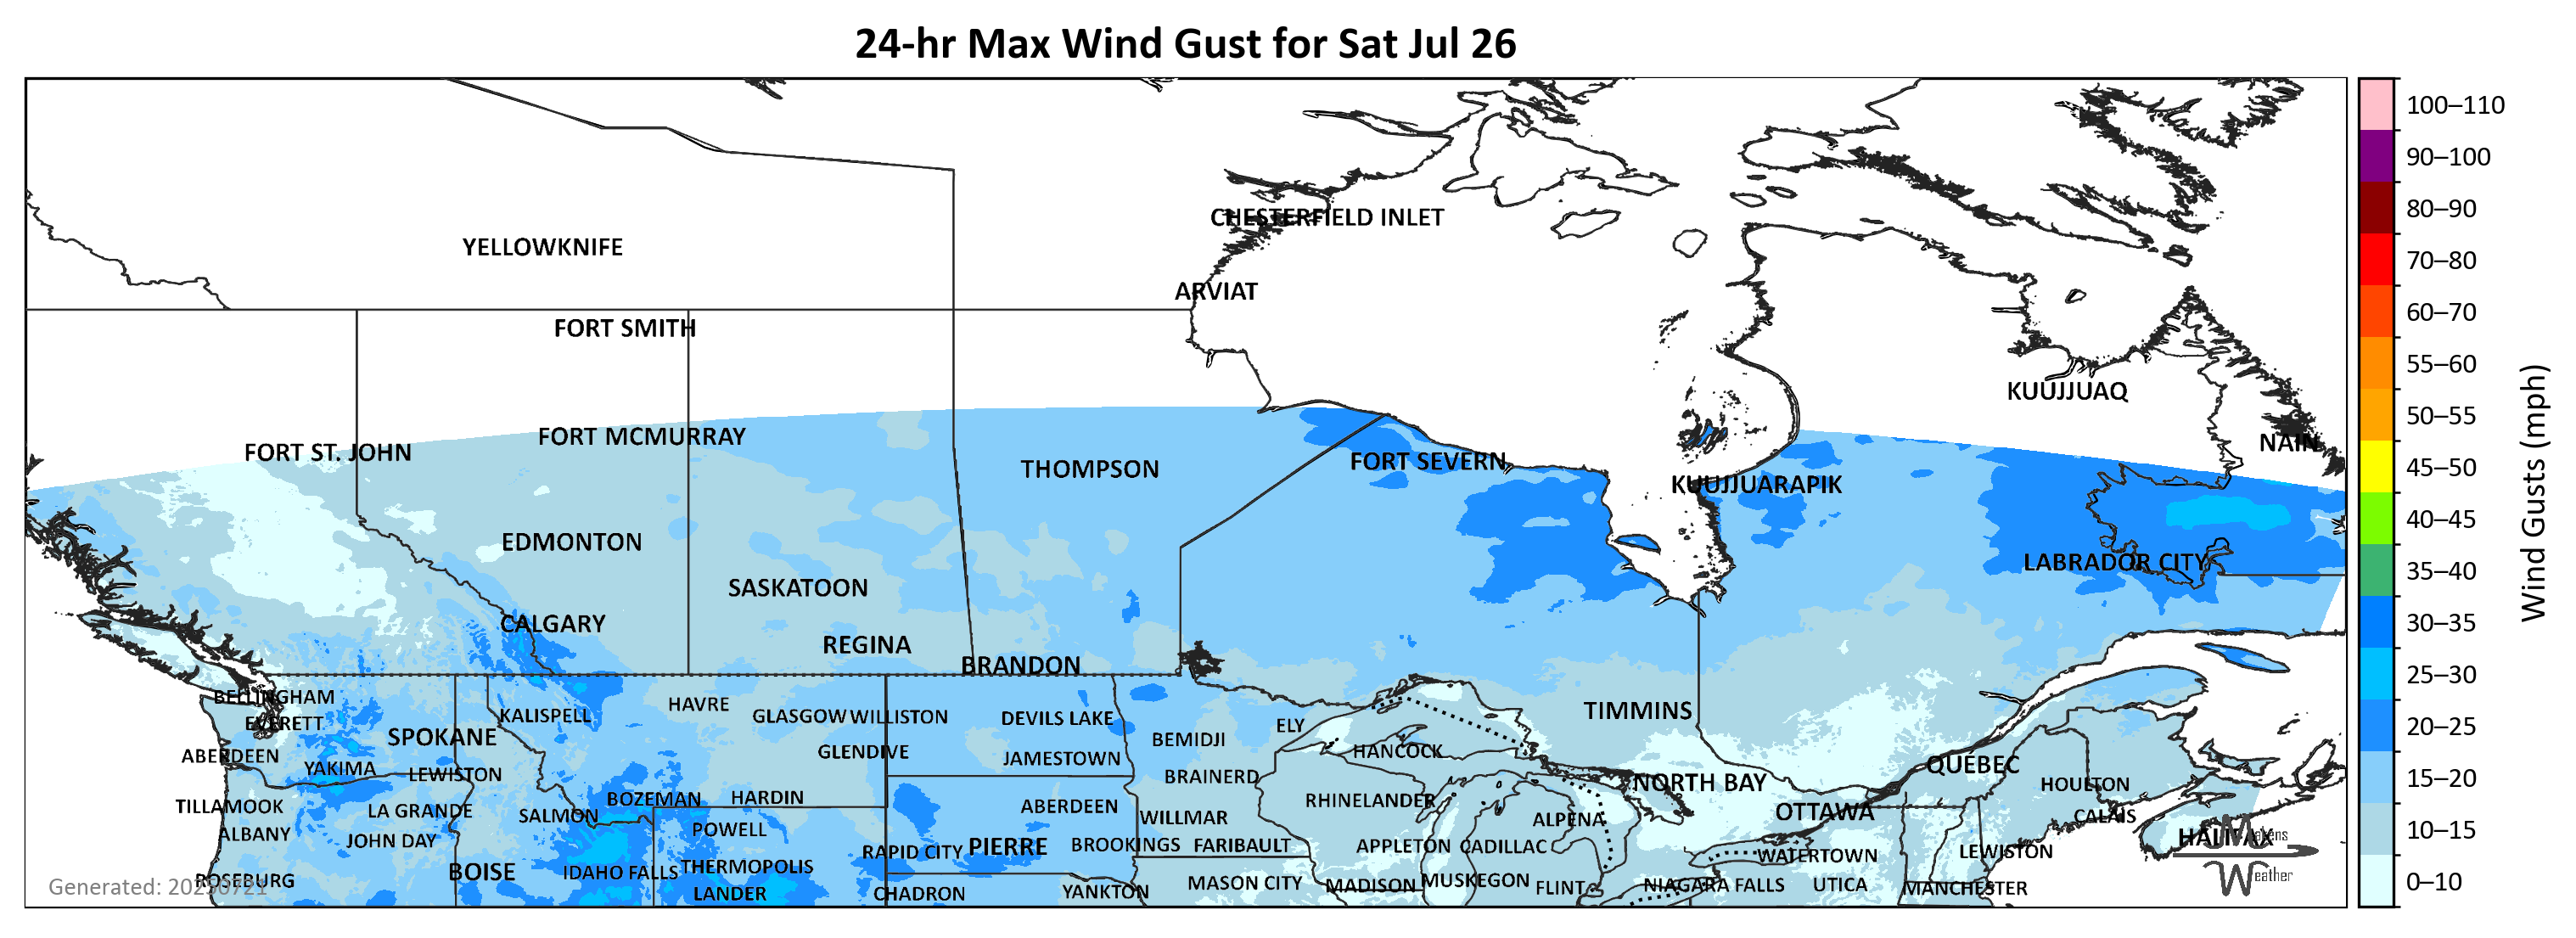 24-hr Max Wind Gust for Sat Jul 26
100–110
90–100
80–90
70–80
60–70
55–60
50–55
45–50
40–45
35–40
30–35
25–30
20–25
15–20
10–15
0–10
Wind Gusts (mph)
CHESTERFIELD INLET
YELLOWKNIFE
ARVIAT
FORT SMITH
KUUJJUAQ
FORT MCMURRAY
NAIN
FORT ST. JOHN
FORT SEVERN
THOMPSON
KUUJJUARAPIK
EDMONTON
LABRADOR CITY
SASKATOON
CALGARY
REGINA
BRANDON
BELLINGHAM
HAVRE
TIMMINS
KALISPELL
GLASGOW
WILLISTON
DEVILS LAKE
EVERETT
ELY
SPOKANE
BEMIDJI
GLENDIVE
HANCOCK
ABERDEEN
JAMESTOWN
QUÉBEC
YAKIMA
LEWISTON
BRAINERD
NORTH BAY
HOULTON
BOZEMAN
HARDIN
RHINELANDER
TILLAMOOK
ABERDEEN
LA GRANDE
OTTAWA
SALMON
WILLMAR
CALAIS
ALPENA
POWELL
ALBANY
HALIFAX
JOHN DAY
PIERRE
BROOKINGS
FARIBAULT
APPLETON
CADILLAC
RAPID CITY
LEWISTON
WATERTOWN
THERMOPOLIS
BOISE
IDAHO FALLS
ROSEBURG
MUSKEGON
MASON CITY
MADISON
NIAGARA FALLS
UTICA
FLINT
MANCHESTER
YANKTON
LANDER
CHADRON
Generated: 20250721
Makens
Weather